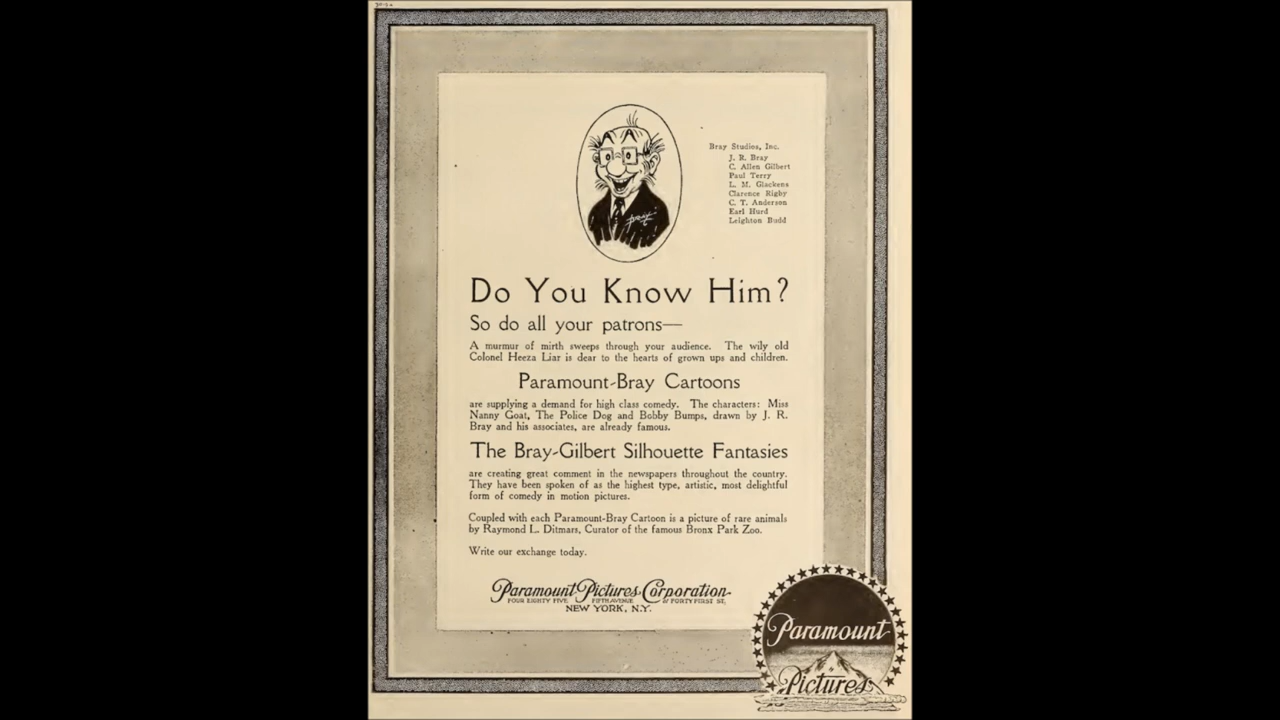 Bray Studios, Inc.
J. R. Bray
C. Allen Gilbert
Paul Terry
L. M. Glackens
Clarence Rigby
C. T. Anderson
Earl Hurd
Leighton Budd
Bray
Do You Know Him?
So do all your patrons—
A murmur of mirth sweeps through your audience. The wily old
Colonel Heeza Liar is dear to the hearts of grown ups and children.
Paramount-Bray Cartoons
are supplying a demand for high class comedy. The characters: Miss
Nanny Goat, The Police Dog and Bobby Bumps, drawn by J. R.
Bray and his associates, are already famous.
The Bray-Gilbert Silhouette Fantasies
are creating great comment in the newspapers throughout the country.
They have been spoken of as the highest type, artistic, most delightful
form of comedy in motion pictures.
Coupled with each Paramount-Bray Cartoon is a picture of rare animals
by Raymond L. Ditmars, Curator of the famous Bronx Park Zoo.
Write our exchange today.
Paramount Pictures Corporation
FOUR EIGHTY FIVE FIFTH AVENUE at FORTY FIRST ST.
NEW YORK, N.Y.
Paramount
Pictures